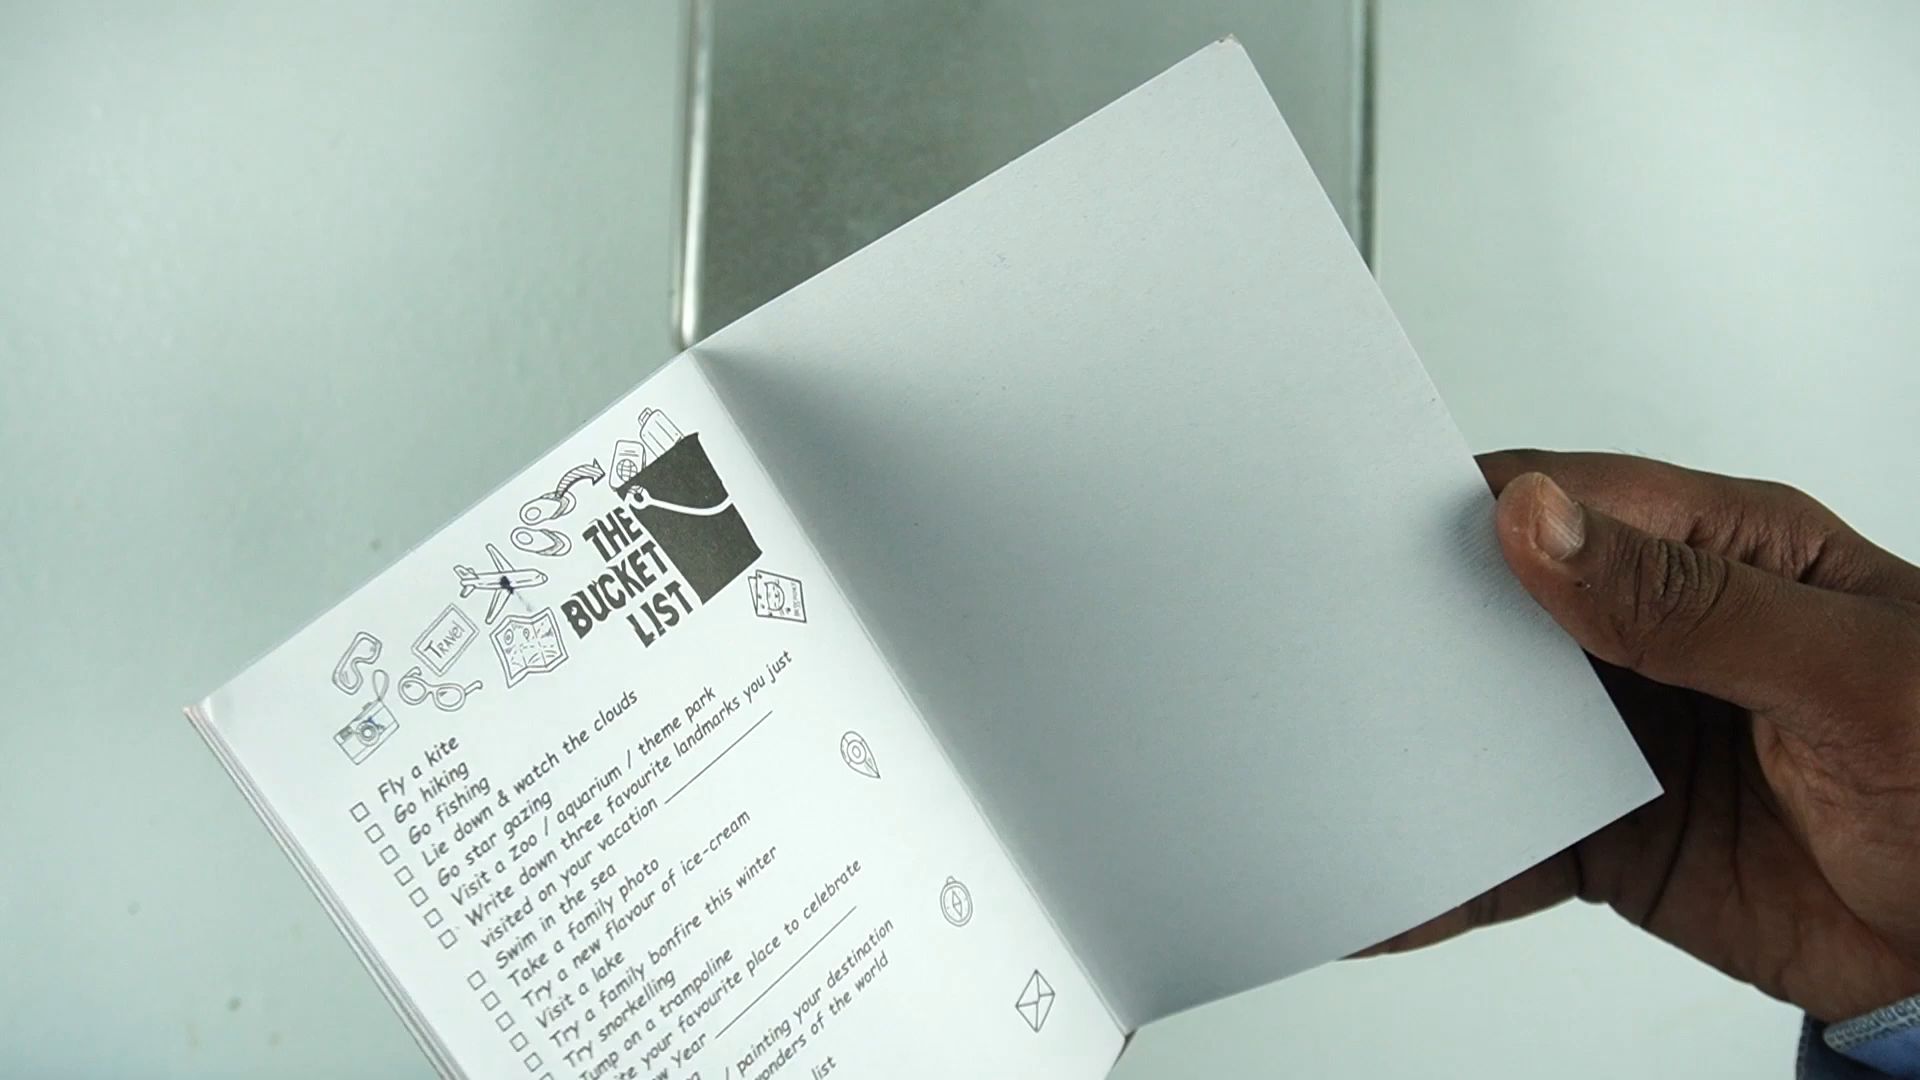 THE
BUCKET
LIST
TRAVEL
Fly a kite
Go hiking
Go fishing
Lie down & watch the clouds
Go star gazing
Visit a zoo / aquarium / theme park
Write down three favourite landmarks you just
visited on your vacation
Swim in the sea
Take a family photo
Try a new flavour of ice-cream
Visit a lake
Try a family bonfire this winter
Try snorkelling
Jump on a trampoline
your favourite place to celebrate
Year
/ painting your destination
wonders of the world
list